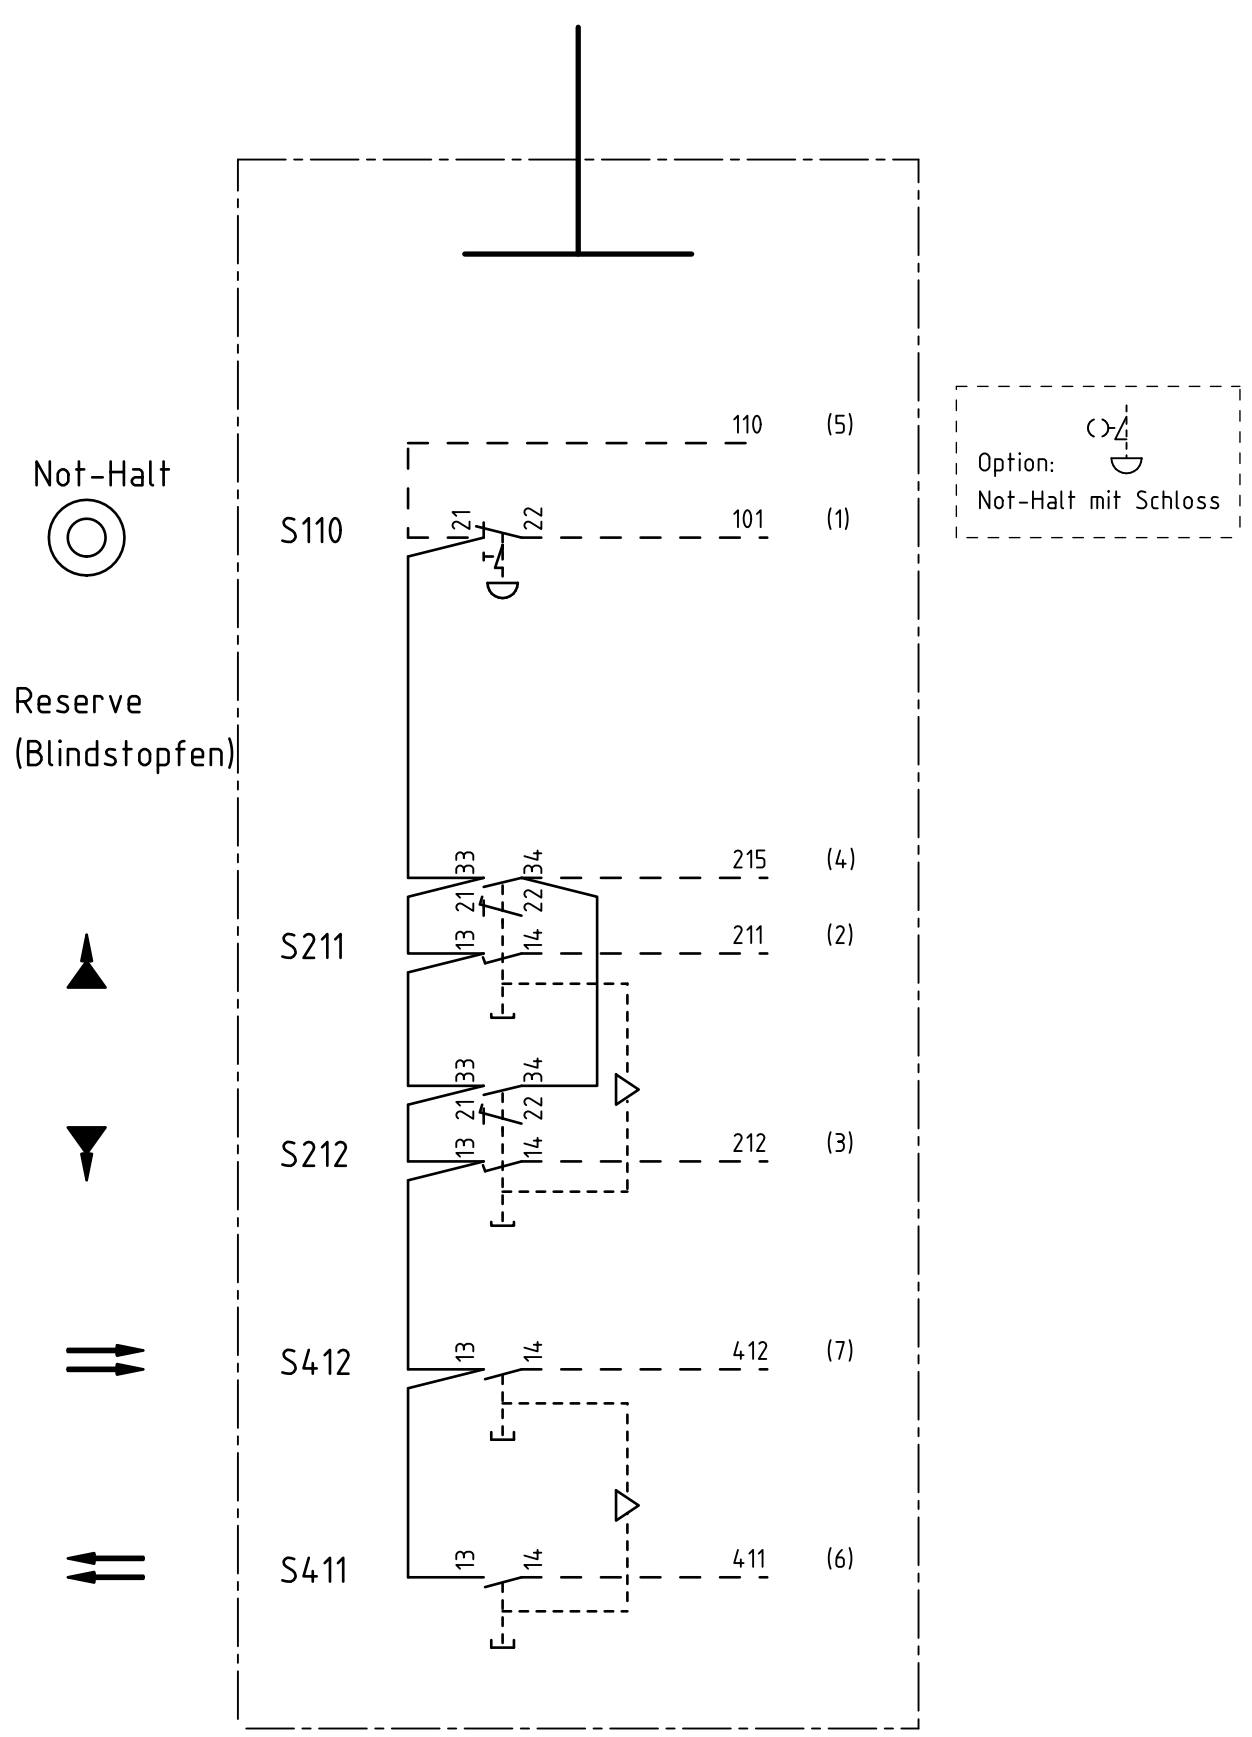 110 (5)
Option:
Not-Halt mit Schloss
Not-Halt
S110 21 22 101 (1)
Reserve
(Blindstopfen)
33 34 215 (4)
21 22
S211 13 14 211 (2)
33 34
21 22
S212 13 14 212 (3)
S412 13 14 412 (7)
S411 13 14 411 (6)